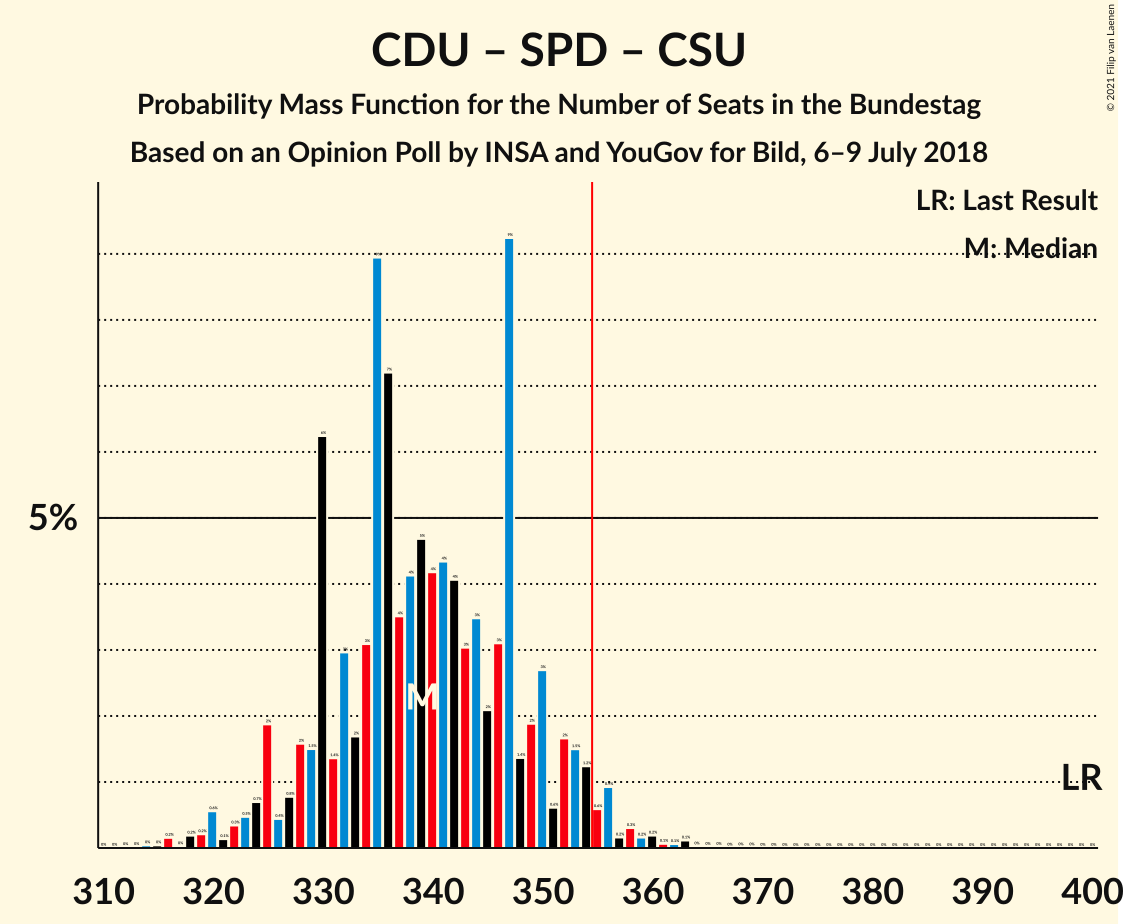 CDU – SPD – CSU
Probability Mass Function for the Number of Seats in the Bundestag
Based on an Opinion Poll by INSA and YouGov for Bild, 6–9 July 2018
© 2021 Filip van Laenen
LR: Last Result
M: Median
5%
M
LR
310 320 330 340 350 360 370 380 390 400